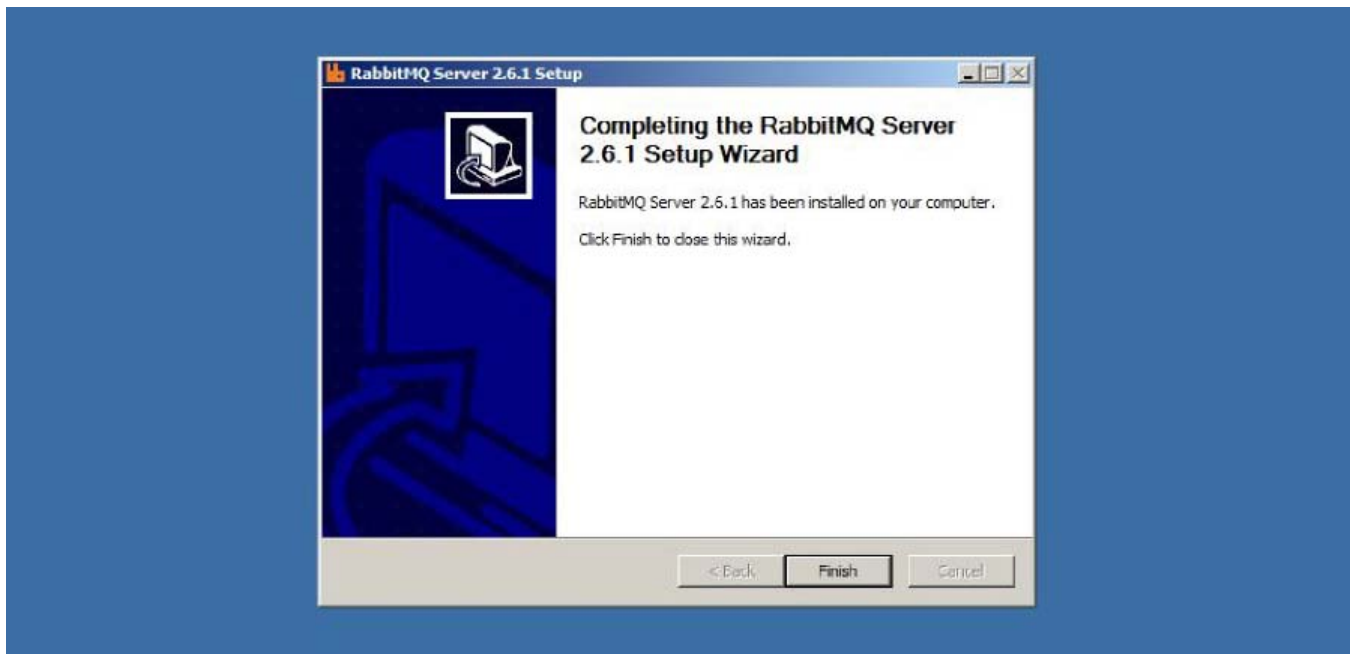 RabbitMQ Server 2.6.1 Setup
Completing the RabbitMQ Server
2.6.1 Setup Wizard
RabbitMQ Server 2.6.1 has been installed on your computer.
Click Finish to close this wizard.
< Back
Finish
Cancel